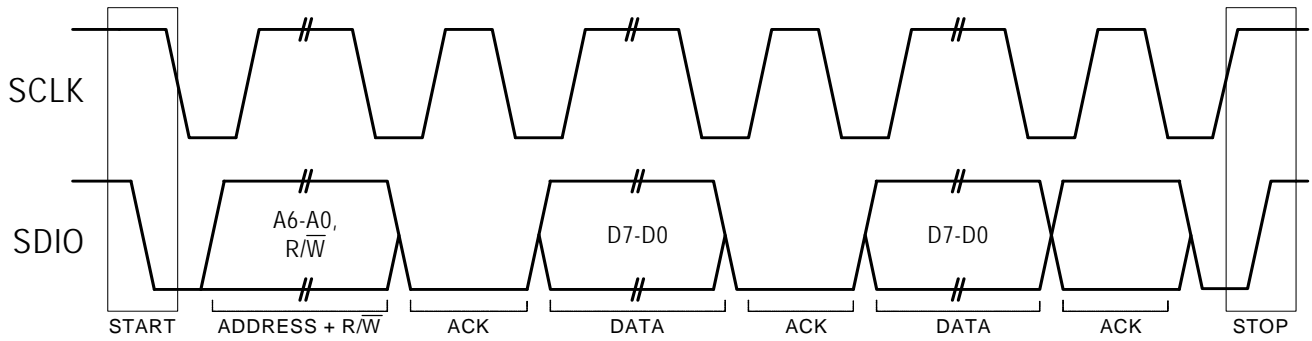 SCLK
SDIO
A6-A0,
R/W̅
D7-D0
D7-D0
START
ADDRESS + R/W̅
ACK
DATA
ACK
DATA
ACK
STOP